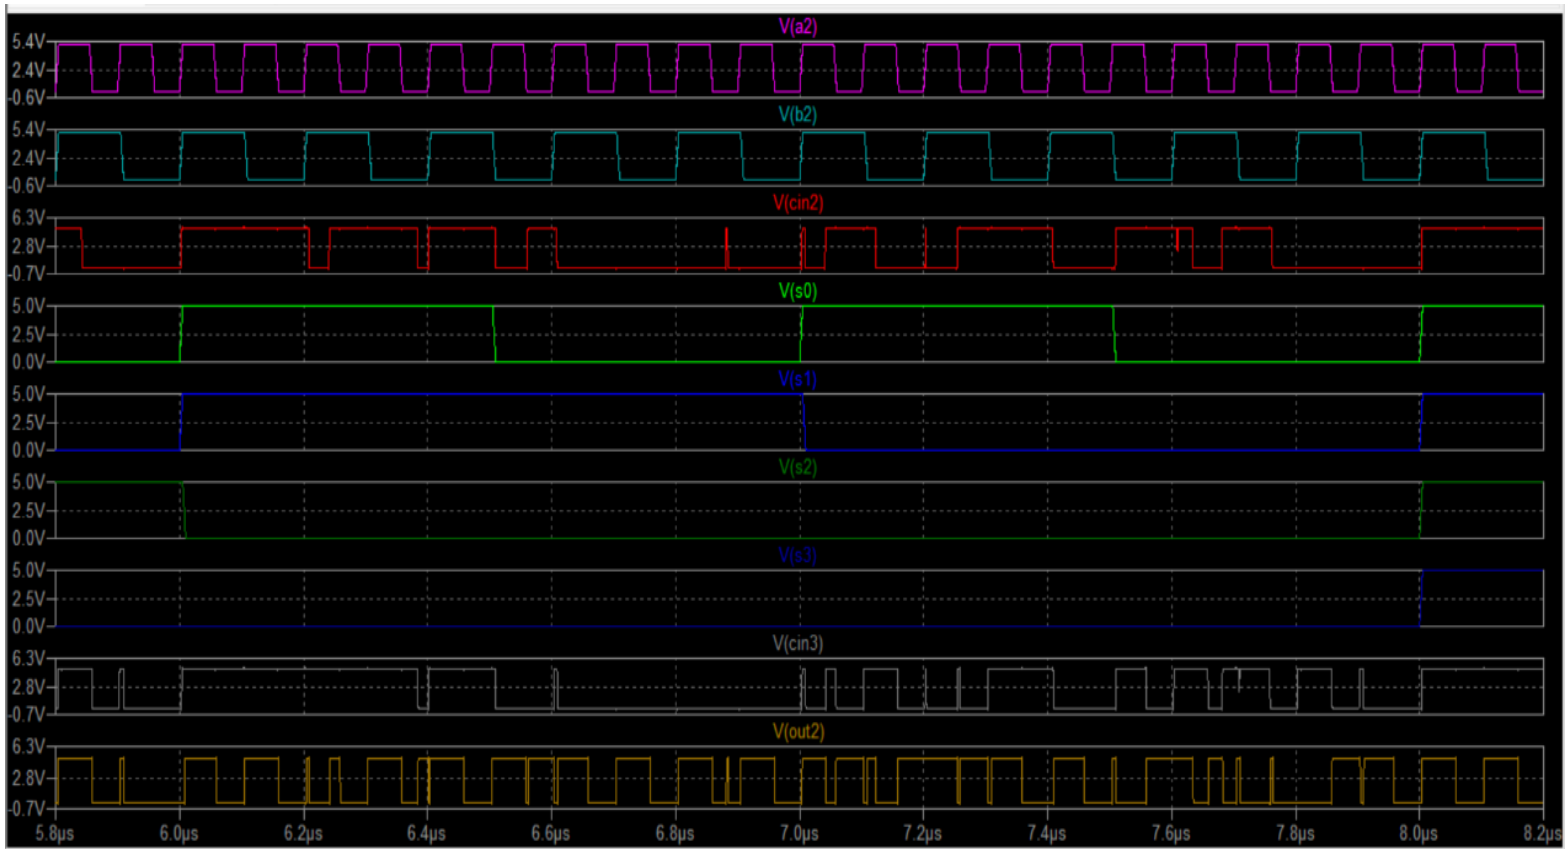 V(a2)
5.4V
2.4V
-0.6V
V(b2)
5.4V
2.4V
-0.6V
V(cin2)
6.3V
2.8V
-0.7V
V(s0)
5.0V
2.5V
0.0V
V(s1)
5.0V
2.5V
0.0V
V(s2)
5.0V
2.5V
0.0V
V(s3)
5.0V
2.5V
0.0V
V(cin3)
6.3V
2.8V
-0.7V
V(out2)
6.3V
2.8V
-0.7V
5.8µs 6.0µs 6.2µs 6.4µs 6.6µs 6.8µs 7.0µs 7.2µs 7.4µs 7.6µs 7.8µs 8.0µs 8.2µs